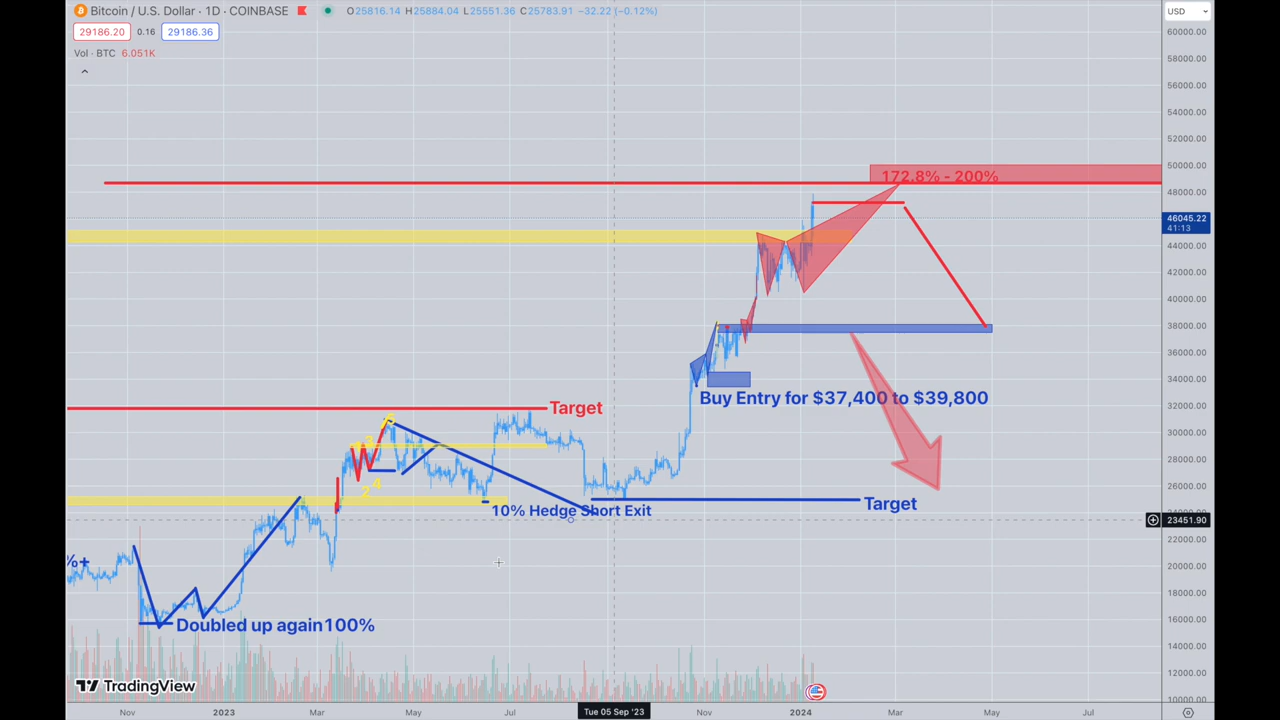 Bitcoin / U.S. Dollar · 1D · COINBASE O25816.14 H25884.04 L25551.36 C25783.91 −32.22 (−0.12%) USD
29186.20 0.16 29186.36
Vol · BTC 6.051K
60000.00
58000.00
56000.00
54000.00
52000.00
50000.00
172.8% - 200%
48000.00
46045.22
41:13
44000.00
42000.00
40000.00
38000.00
36000.00
34000.00
Buy Entry for $37,400 to $39,800
32000.00
Target
5
30000.00
3
28000.00
4
2
26000.00
Target
10% Hedge Short Exit
23451.90
22000.00
%+
20000.00
18000.00
16000.00
Doubled up again100%
14000.00
12000.00
TradingView
10000.00
Nov 2023 Mar May Jul Tue 05 Sep '23 Nov 2024 Mar May Jul